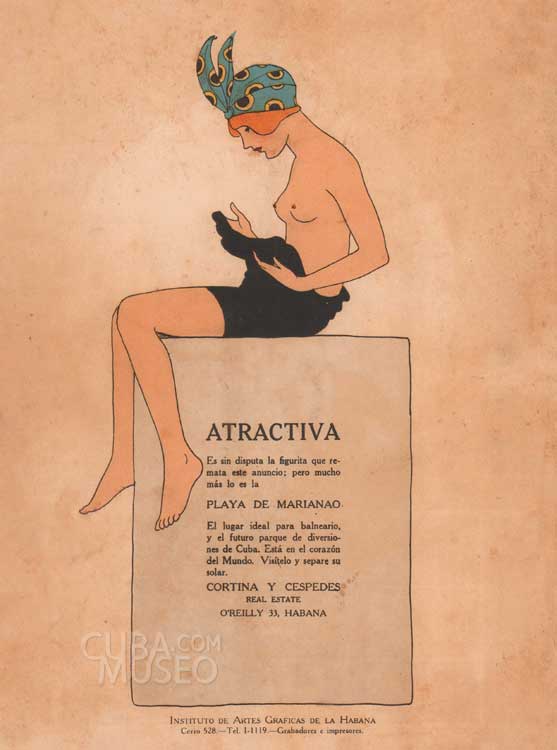 ATRACTIVA
Es sin disputa la figurita que re-
mata este anuncio; pero mucho
más lo es la
PLAYA DE MARIANAO
El lugar ideal para balneario,
y el futuro parque de diversio-
nes de Cuba. Está en el corazón
del Mundo. Visítelo y separe su
solar.
CORTINA Y CESPEDES
REAL ESTATE
O'REILLY 33, HABANA
CUBA.COM
MUSEO
INSTITUTO DE ARTES GRAFICAS DE LA HABANA
Cerro 528.—Tel. I-1119.—Grabadores e impresores.